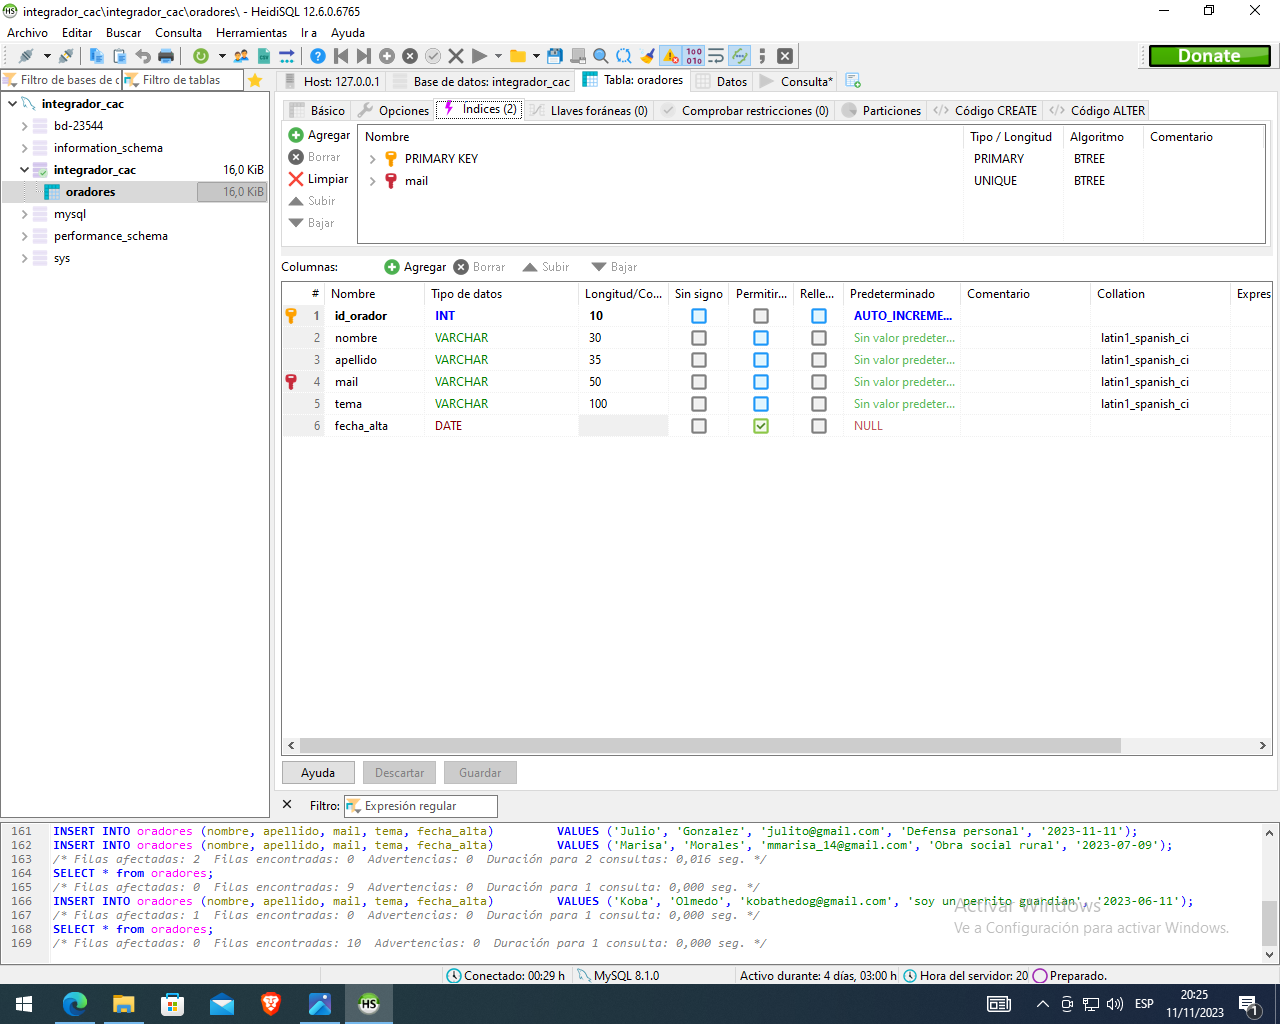 integrador_cac\integrador_cac\oradores\ - HeidiSQL 12.6.0.6765
Archivo Editar Buscar Consulta Herramientas Ir a Ayuda
Donate
Filtro de bases de d Filtro de tablas
Host: 127.0.0.1 Base de datos: integrador_cac Tabla: oradores Datos Consulta*
integrador_cac
bd-23544
information_schema
integrador_cac 16,0 KiB
oradores 16,0 KiB
mysql
performance_schema
sys
Básico Opciones Índices (2) Llaves foráneas (0) Comprobar restricciones (0) Particiones Código CREATE Código ALTER
Agregar
Borrar
Limpiar
Subir
Bajar
Nombre Tipo / Longitud Algoritmo Comentario
PRIMARY KEY PRIMARY BTREE
mail UNIQUE BTREE
Columnas: Agregar Borrar Subir Bajar
# Nombre Tipo de datos Longitud/Co... Sin signo Permitir... Relle... Predeterminado Comentario Collation Expres
1 id_orador INT 10 AUTO_INCREME...
2 nombre VARCHAR 30 Sin valor predeter... latin1_spanish_ci
3 apellido VARCHAR 35 Sin valor predeter... latin1_spanish_ci
4 mail VARCHAR 50 Sin valor predeter... latin1_spanish_ci
5 tema VARCHAR 100 Sin valor predeter... latin1_spanish_ci
6 fecha_alta DATE NULL
Ayuda Descartar Guardar
Filtro: Expresión regular
161 INSERT INTO oradores (nombre, apellido, mail, tema, fecha_alta) VALUES ('Julio', 'Gonzalez', 'julito@gmail.com', 'Defensa personal', '2023-11-11');
162 INSERT INTO oradores (nombre, apellido, mail, tema, fecha_alta) VALUES ('Marisa', 'Morales', 'mmarisa_14@gmail.com', 'Obra social rural', '2023-07-09');
163 /* Filas afectadas: 2 Filas encontradas: 0 Advertencias: 0 Duración para 2 consultas: 0,016 seg. */
164 SELECT * from oradores;
165 /* Filas afectadas: 0 Filas encontradas: 9 Advertencias: 0 Duración para 1 consulta: 0,000 seg. */
166 INSERT INTO oradores (nombre, apellido, mail, tema, fecha_alta) VALUES ('Koba', 'Olmedo', 'kobathedog@gmail.com', 'soy un perrito guardian', '2023-06-11');
167 /* Filas afectadas: 1 Filas encontradas: 0 Advertencias: 0 Duración para 1 consulta: 0,000 seg. */
168 SELECT * from oradores;
169 /* Filas afectadas: 0 Filas encontradas: 10 Advertencias: 0 Duración para 1 consulta: 0,000 seg. */
Activar Windows
Ve a Configuración para activar Windows.
Conectado: 00:29 h MySQL 8.1.0 Activo durante: 4 días, 03:00 h Hora del servidor: 20 Preparado.
HS ESP 20:25
11/11/2023 1